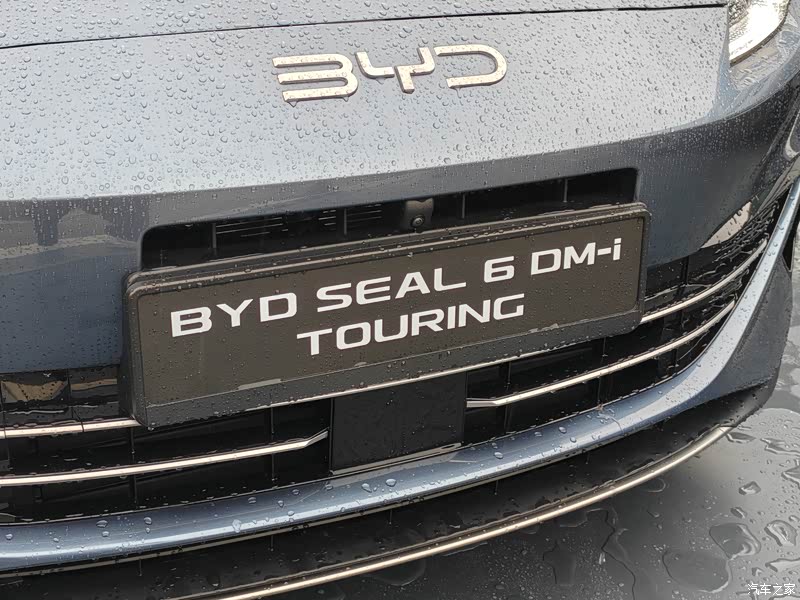 BYD
BYD SEAL 6 DM-i
TOURING
汽车之家